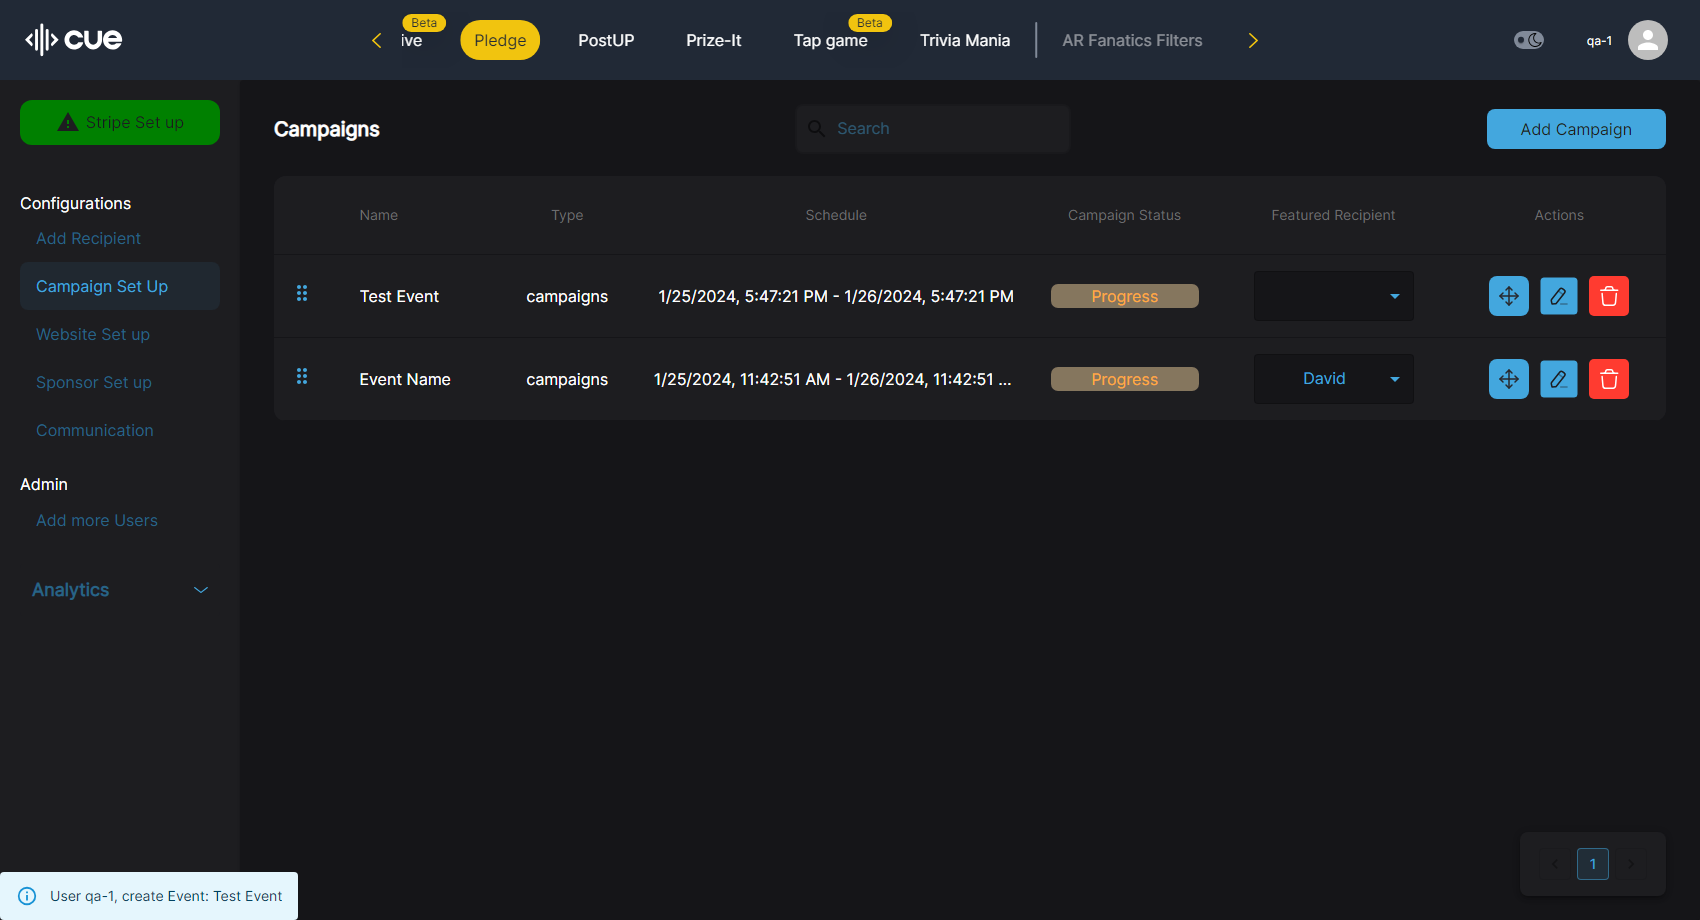 cue
Beta
ive
Pledge
PostUP
Prize-It
Beta
Tap game
Trivia Mania
AR Fanatics Filters
qa-1
Stripe Set up
Configurations
Add Recipient
Campaign Set Up
Website Set up
Sponsor Set up
Communication
Admin
Add more Users
Analytics
Campaigns
Search
Add Campaign
Name Type Schedule Campaign Status Featured Recipient Actions
Test Event campaigns 1/25/2024, 5:47:21 PM - 1/26/2024, 5:47:21 PM Progress
Event Name campaigns 1/25/2024, 11:42:51 AM - 1/26/2024, 11:42:51 ... Progress David
1
User qa-1, create Event: Test Event